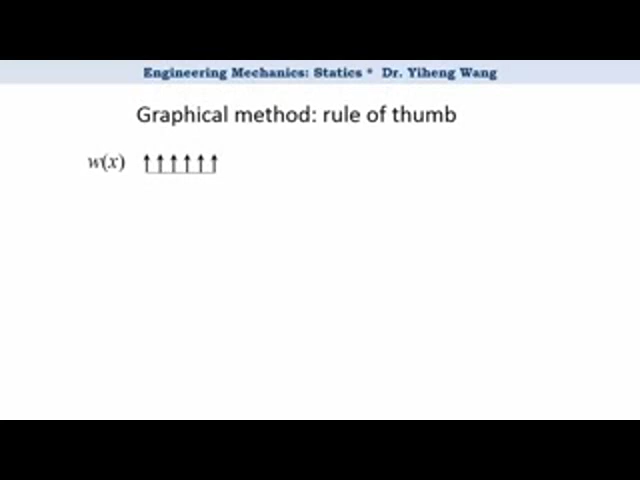 Engineering Mechanics: Statics * Dr. Yiheng Wang
Graphical method: rule of thumb
w(x)